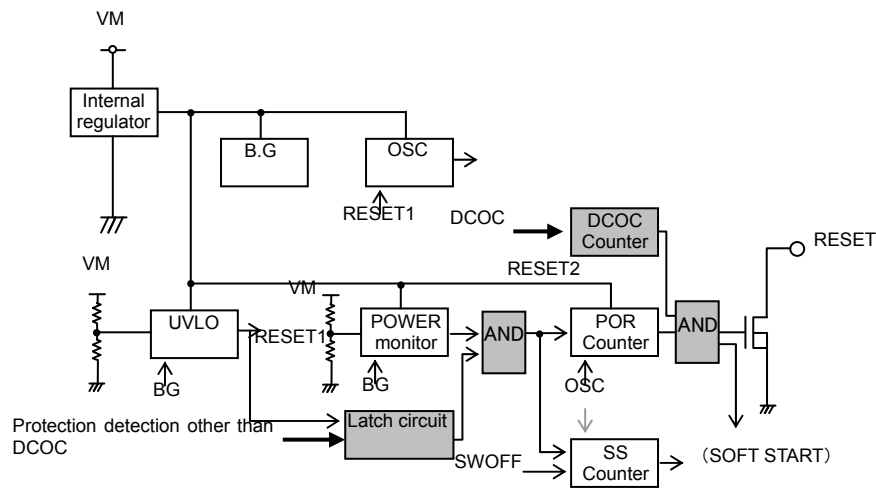 VM
Internal
regulator
B.G
OSC
RESET1
DCOC
DCOC
Counter
RESET
VM
RESET2
VM
UVLO
RESET1
POWER
monitor
AND
POR
Counter
AND
BG
BG
OSC
Protection detection other than
DCOC
Latch circuit
SWOFF
SS
Counter
(SOFT START)